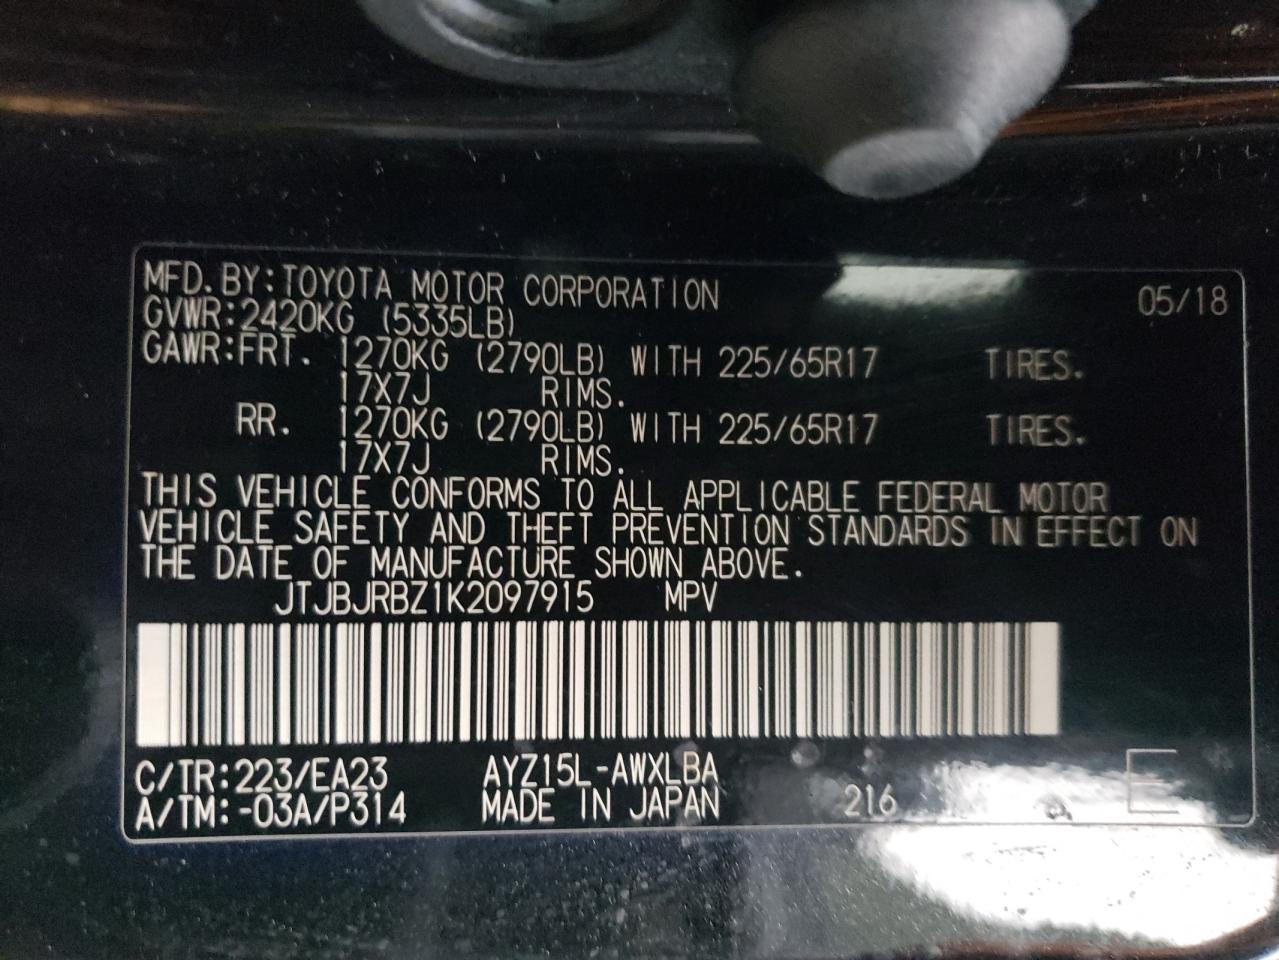 MFD. BY: TOYOTA MOTOR CORPORATION 05/18
GVWR: 2420KG (5335LB)
GAWR: FRT. 1270KG (2790LB) WITH 225/65R17 TIRES.
17X7J RIMS.
RR. 1270KG (2790LB) WITH 225/65R17 TIRES.
17X7J RIMS.
THIS VEHICLE CONFORMS TO ALL APPLICABLE FEDERAL MOTOR
VEHICLE SAFETY AND THEFT PREVENTION STANDARDS IN EFFECT ON
THE DATE OF MANUFACTURE SHOWN ABOVE.
JTJBJRBZ1K2097915 MPV
C/TR: 223/EA23 AYZ15L-AWXLBA E
A/TM: -03A/P314 MADE IN JAPAN 216